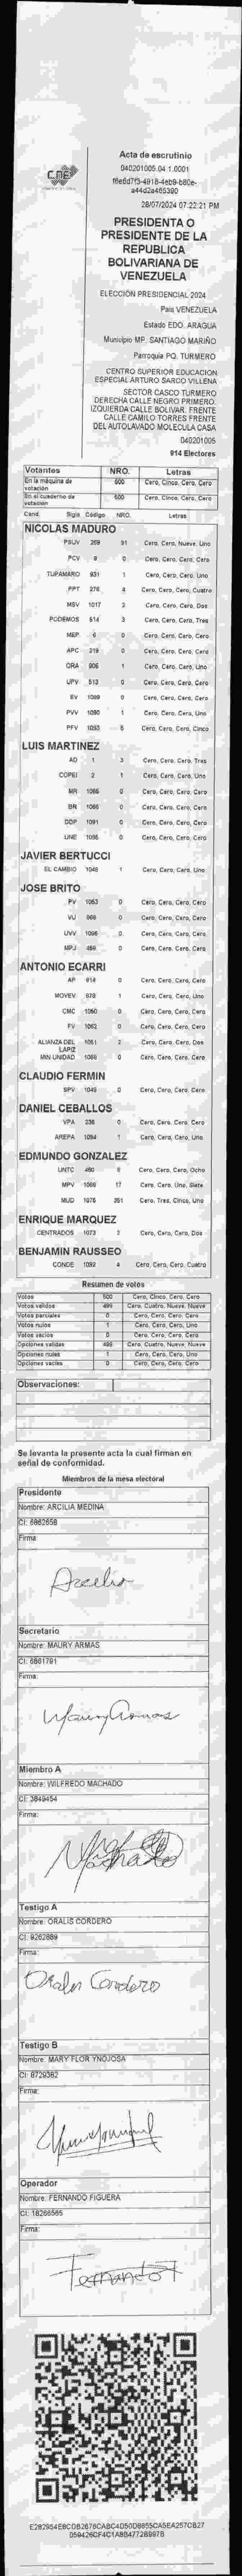 CNE
Acta de escrutinio
040201005.04.1.0001
28/07/2024 07:22:21 PM
PRESIDENTA O
PRESIDENTE DE LA
REPUBLICA
BOLIVARIANA DE
VENEZUELA
ELECCIÓN PRESIDENCIAL 2024
País VENEZUELA
Estado EDO. ARAGUA
Municipio MP. SANTIAGO MARIÑO
Parroquia PQ. TURMERO
CENTRO SUPERIOR EDUCACION
ESPECIAL ARTURO SARCO VILLENA
SECTOR CASCO TURMERO
DERECHA CALLE NEGRO PRIMERO.
IZQUIERDA CALLE BOLIVAR. FRENTE
CALLE CAMILO TORRES FRENTE
DEL AUTOLAVADO MOLECULA CASA
040201005
914 Electores
Votantes NRO. Letras
En la máquina de votación 500 Cero, Cinco, Cero, Cero
En el cuaderno de votación 500 Cero, Cinco, Cero, Cero
Cand. Sigla Código NRO. Letras
NICOLAS MADURO
PSUV 269 91 Cero, Cero, Nueve, Uno
PCV 0 Cero, Cero, Cero, Cero
TUPAMARO 931 1 Cero, Cero, Cero, Uno
PPT 276 4 Cero, Cero, Cero, Cuatro
MSV 1017 2 Cero, Cero, Cero, Dos
PODEMOS 514 3 Cero, Cero, Cero, Tres
MEP 6 0 Cero, Cero, Cero, Cero
APC 219 0 Cero, Cero, Cero, Cero
ORA 906 1 Cero, Cero, Cero, Uno
UPV 513 0 Cero, Cero, Cero, Cero
EV 1089 0 Cero, Cero, Cero, Cero
PVV 1090 1 Cero, Cero, Cero, Uno
PFV 1093 5 Cero, Cero, Cero, Cinco
LUIS MARTINEZ
AD 1 3 Cero, Cero, Cero, Tres
COPEI 2 1 Cero, Cero, Cero, Uno
MR 1065 0 Cero, Cero, Cero, Cero
BR 1086 0 Cero, Cero, Cero, Cero
DDP 1091 0 Cero, Cero, Cero, Cero
UNE 1095 0 Cero, Cero, Cero, Cero
JAVIER BERTUCCI
EL CAMBIO 1048 1 Cero, Cero, Cero, Uno
JOSE BRITO
PV 1053 0 Cero, Cero, Cero, Cero
VU 968 0 Cero, Cero, Cero, Cero
UVV 1096 0 Cero, Cero, Cero, Cero
MPJ 459 0 Cero, Cero, Cero, Cero
ANTONIO ECARRI
AP 914 0 Cero, Cero, Cero, Cero
MOVEV 978 1 Cero, Cero, Cero, Uno
CMC 1050 0 Cero, Cero, Cero, Cero
FV 1062 0 Cero, Cero, Cero, Cero
ALIANZA DEL LAPIZ 1051 2 Cero, Cero, Cero, Dos
MIN UNIDAD 1088 0 Cero, Cero, Cero, Cero
CLAUDIO FERMIN
SPV 1049 0 Cero, Cero, Cero, Cero
DANIEL CEBALLOS
VPA 236 0 Cero, Cero, Cero, Cero
AREPA 1094 1 Cero, Cero, Cero, Uno
EDMUNDO GONZALEZ
UNTC 460 8 Cero, Cero, Cero, Ocho
MPV 1069 17 Cero, Cero, Uno, Siete
MUD 1075 351 Cero, Tres, Cinco, Uno
ENRIQUE MARQUEZ
CENTRADOS 1073 2 Cero, Cero, Cero, Dos
BENJAMIN RAUSSEO
CONDE 1092 4 Cero, Cero, Cero, Cuatro
Resumen de votos
Votos 500 Cero, Cinco, Cero, Cero
Votos validos 499 Cero, Cuatro, Nueve, Nueve
Votos parciales 0 Cero, Cero, Cero, Cero
Votos nulos 1 Cero, Cero, Cero, Uno
Votos vacios 0 Cero, Cero, Cero, Cero
Opciones validas 499 Cero, Cuatro, Nueve, Nueve
Opciones nulas 1 Cero, Cero, Cero, Uno
Opciones vacias 0 Cero, Cero, Cero, Cero
Observaciones:
Se levanta la presente acta la cual firman en
señal de conformidad.
Miembros de la mesa electoral
Presidente
Nombre: ARCILIA MEDINA
CI: 6862658
Firma:
Secretario
Nombre: MAURY ARMAS
CI: 6861791
Firma:
Maury Armas
Miembro A
Nombre: WILFREDO MACHADO
CI: 3849454
Firma:
Testigo A
Nombre: ORALIS CORDERO
CI: 9262889
Firma:
Oralis Cordero
Testigo B
Nombre: MARY FLOR YNOJOSA
CI: 8729362
Firma:
Operador
Nombre: FERNANDO FIGUERA
CI: 18266565
Firma:
Fernando F